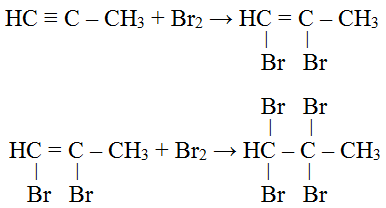 HC ≡ C – CH₃ + Br₂ → HC = C – CH₃
| |
Br Br
Br Br
| |
HC = C – CH₃ + Br₂ → HC – C – CH₃
| | | |
Br Br Br Br